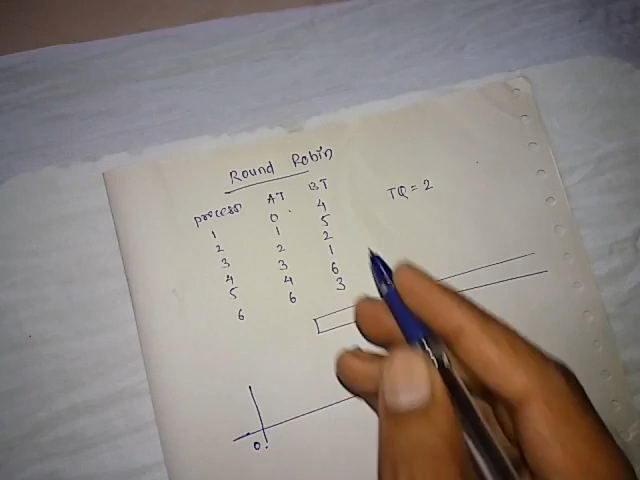 Round Robin
process AT BT
TQ = 2
1 0 4
2 1 5
3 2 2
4 3 1
5 4 6
6 6 3
0